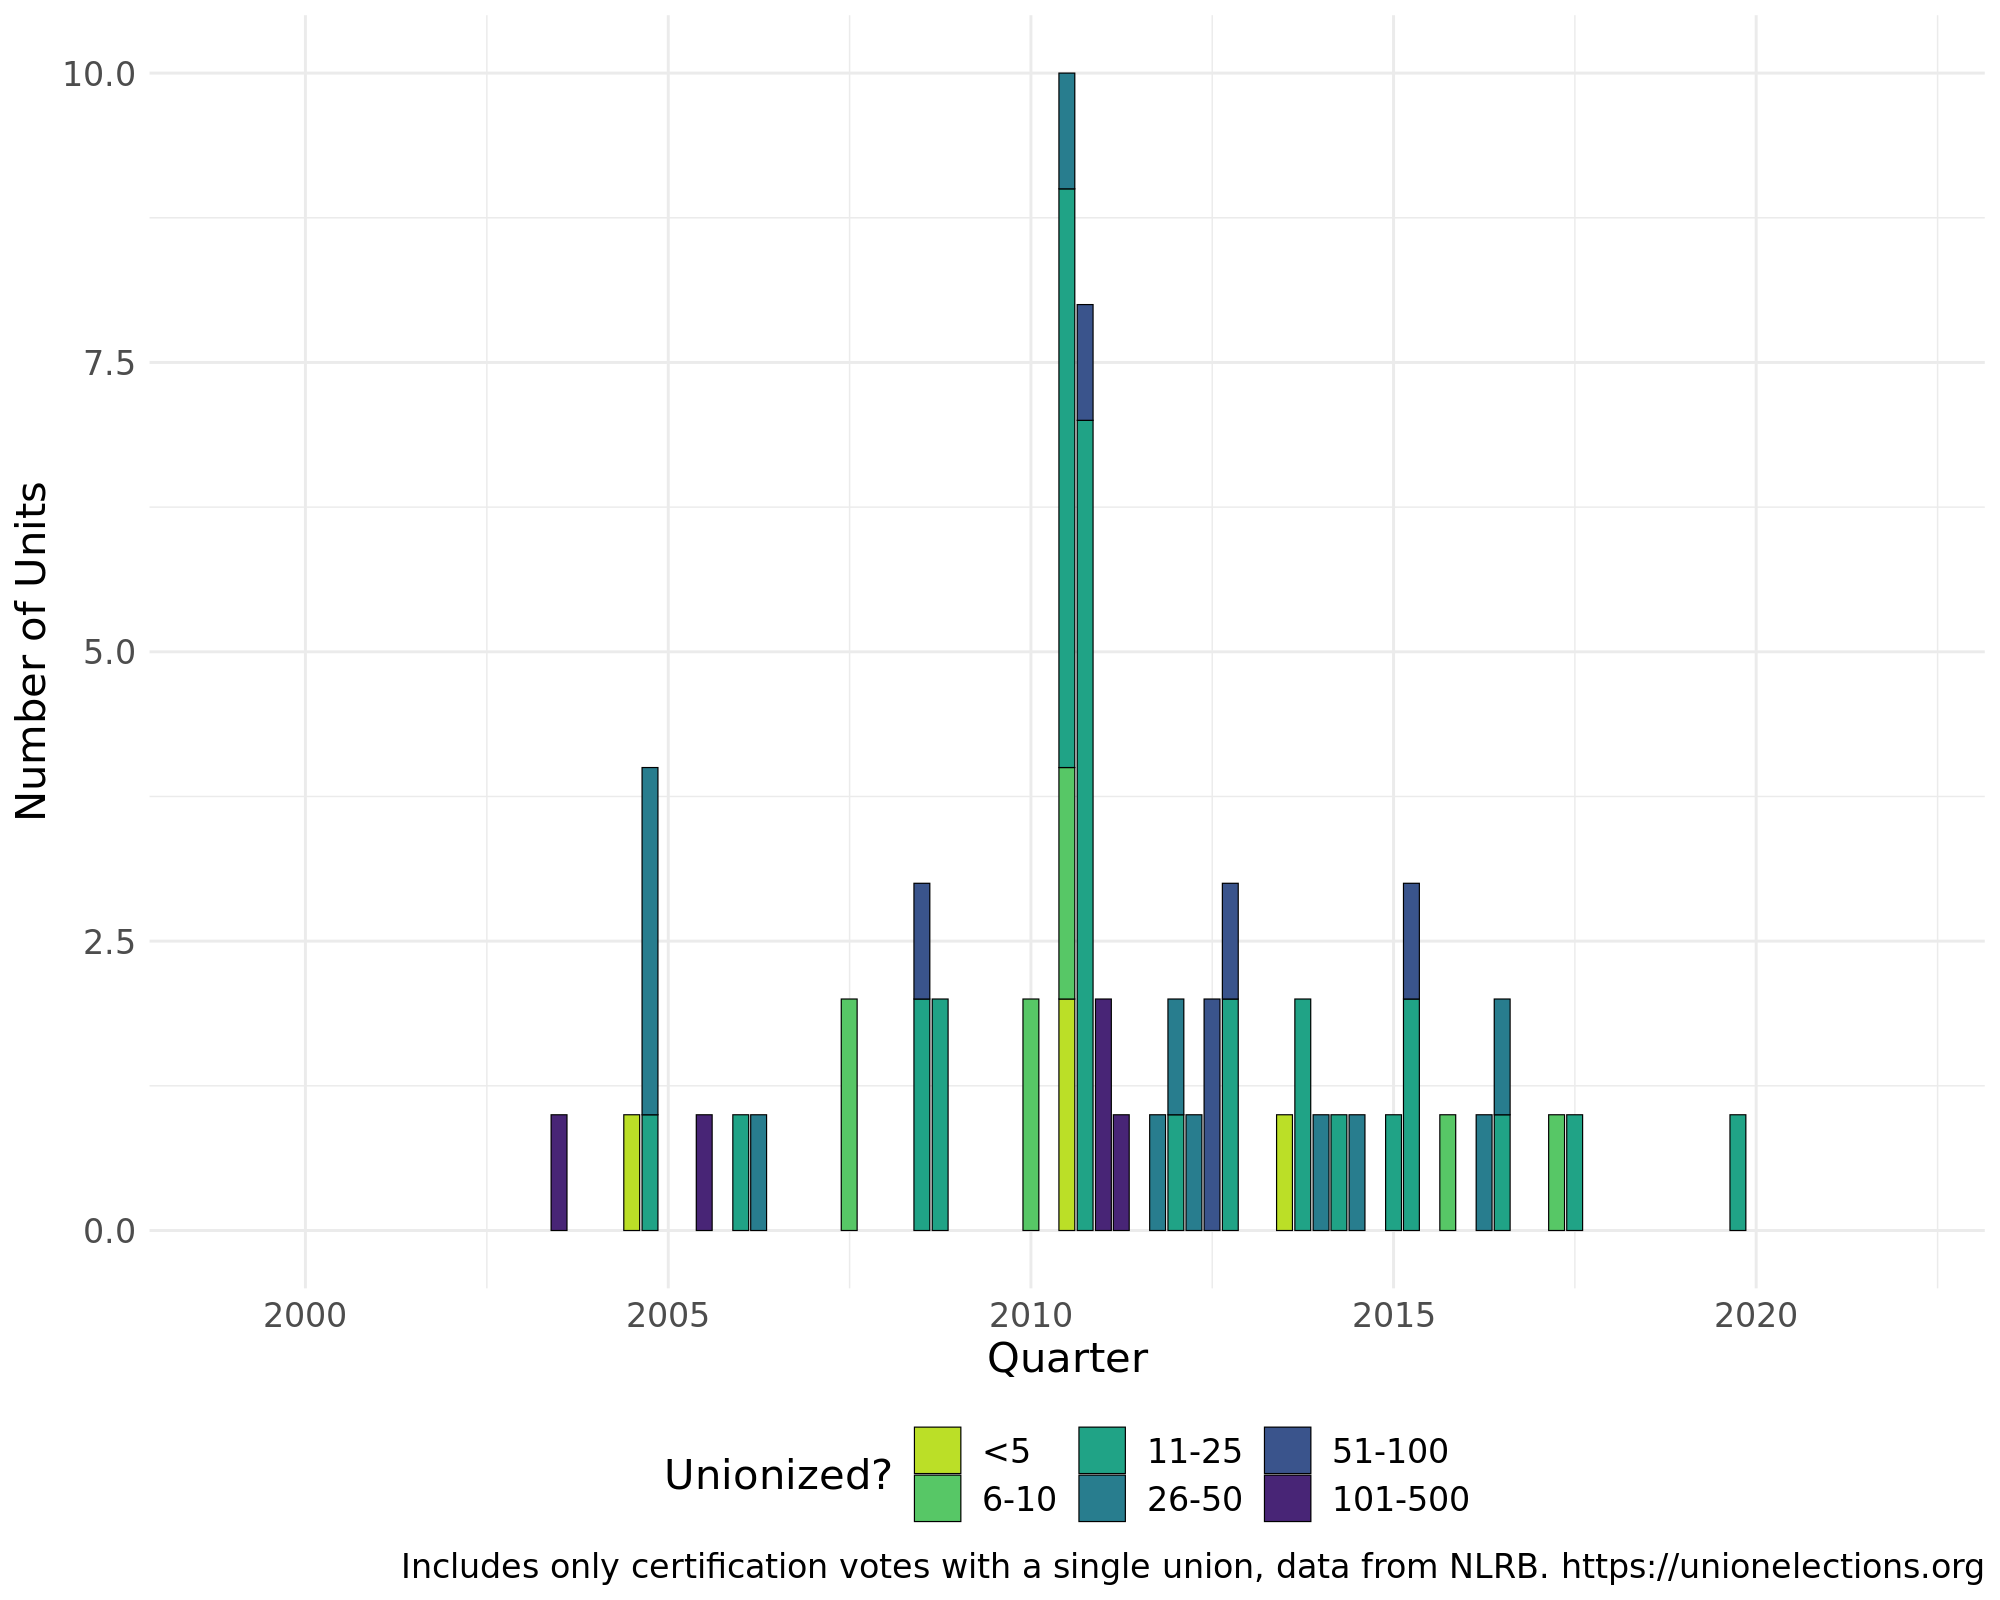 10.0
7.5
5.0
2.5
0.0
Number of Units
2000 2005 2010 2015 2020
Quarter
Unionized?
<5 11-25 51-100
6-10 26-50 101-500
Includes only certification votes with a single union, data from NLRB. https://unionelections.org